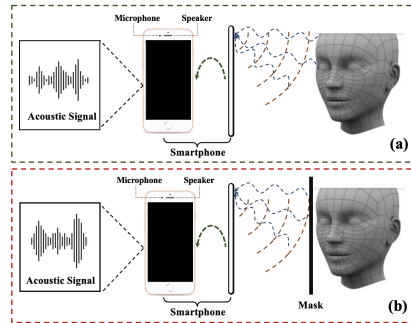 Microphone Speaker
Acoustic Signal
Smartphone
(a)
Microphone Speaker
Acoustic Signal
Smartphone
Mask
(b)